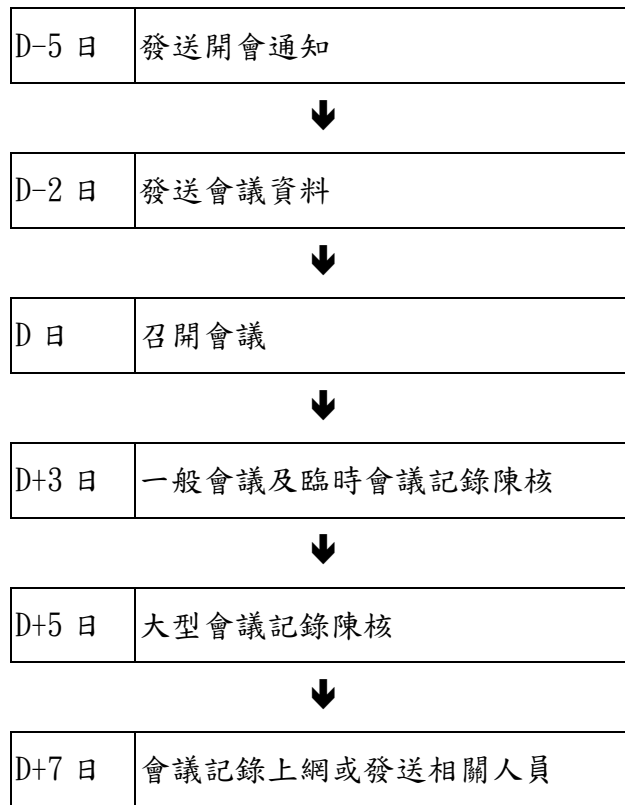 D-5 日 發送開會通知
D-2 日 發送會議資料
D 日 召開會議
D+3 日 一般會議及臨時會議記錄陳核
D+5 日 大型會議記錄陳核
D+7 日 會議記錄上網或發送相關人員